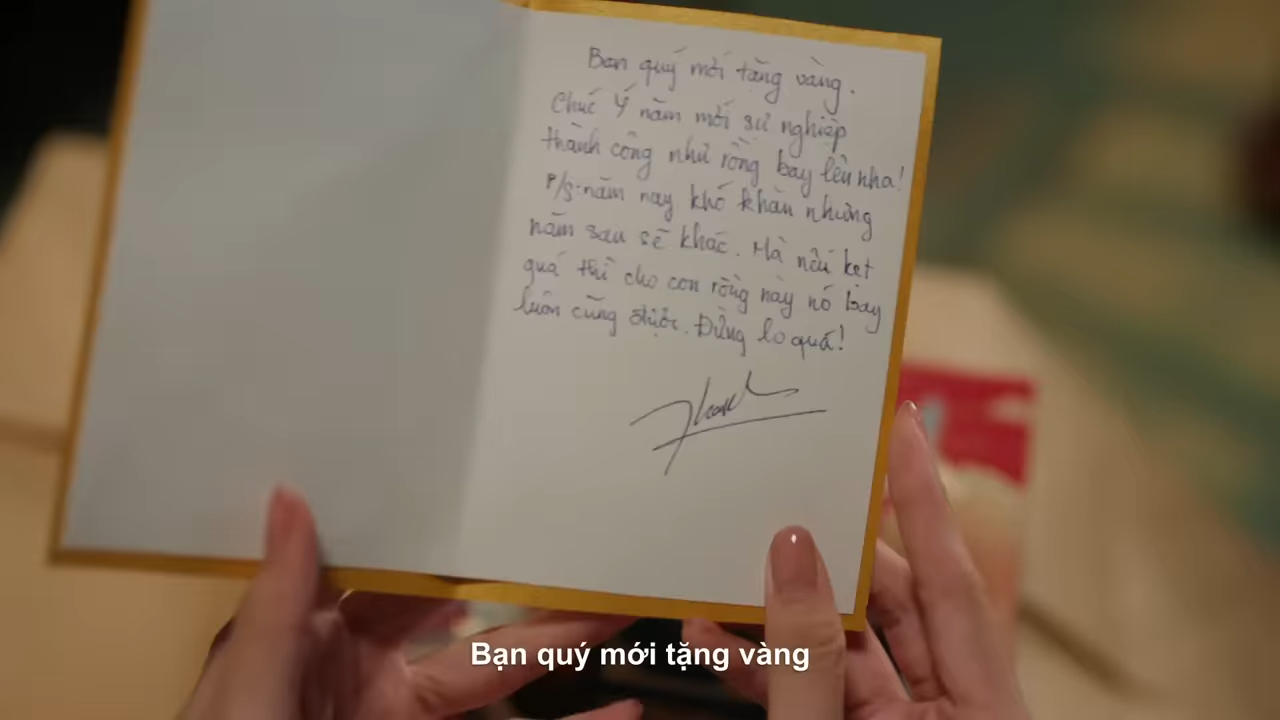 Bạn quý mới tặng vàng.
Chúc Ý năm mới sự nghiệp
thành công như rồng bay lên nha!
P/S: năm nay khó khăn nhưng
năm sau sẽ khác. Mà nếu kẹt
quá thì cho con rồng này nó bay
luôn cũng được. Đừng lo quá!
Bạn quý mới tặng vàng